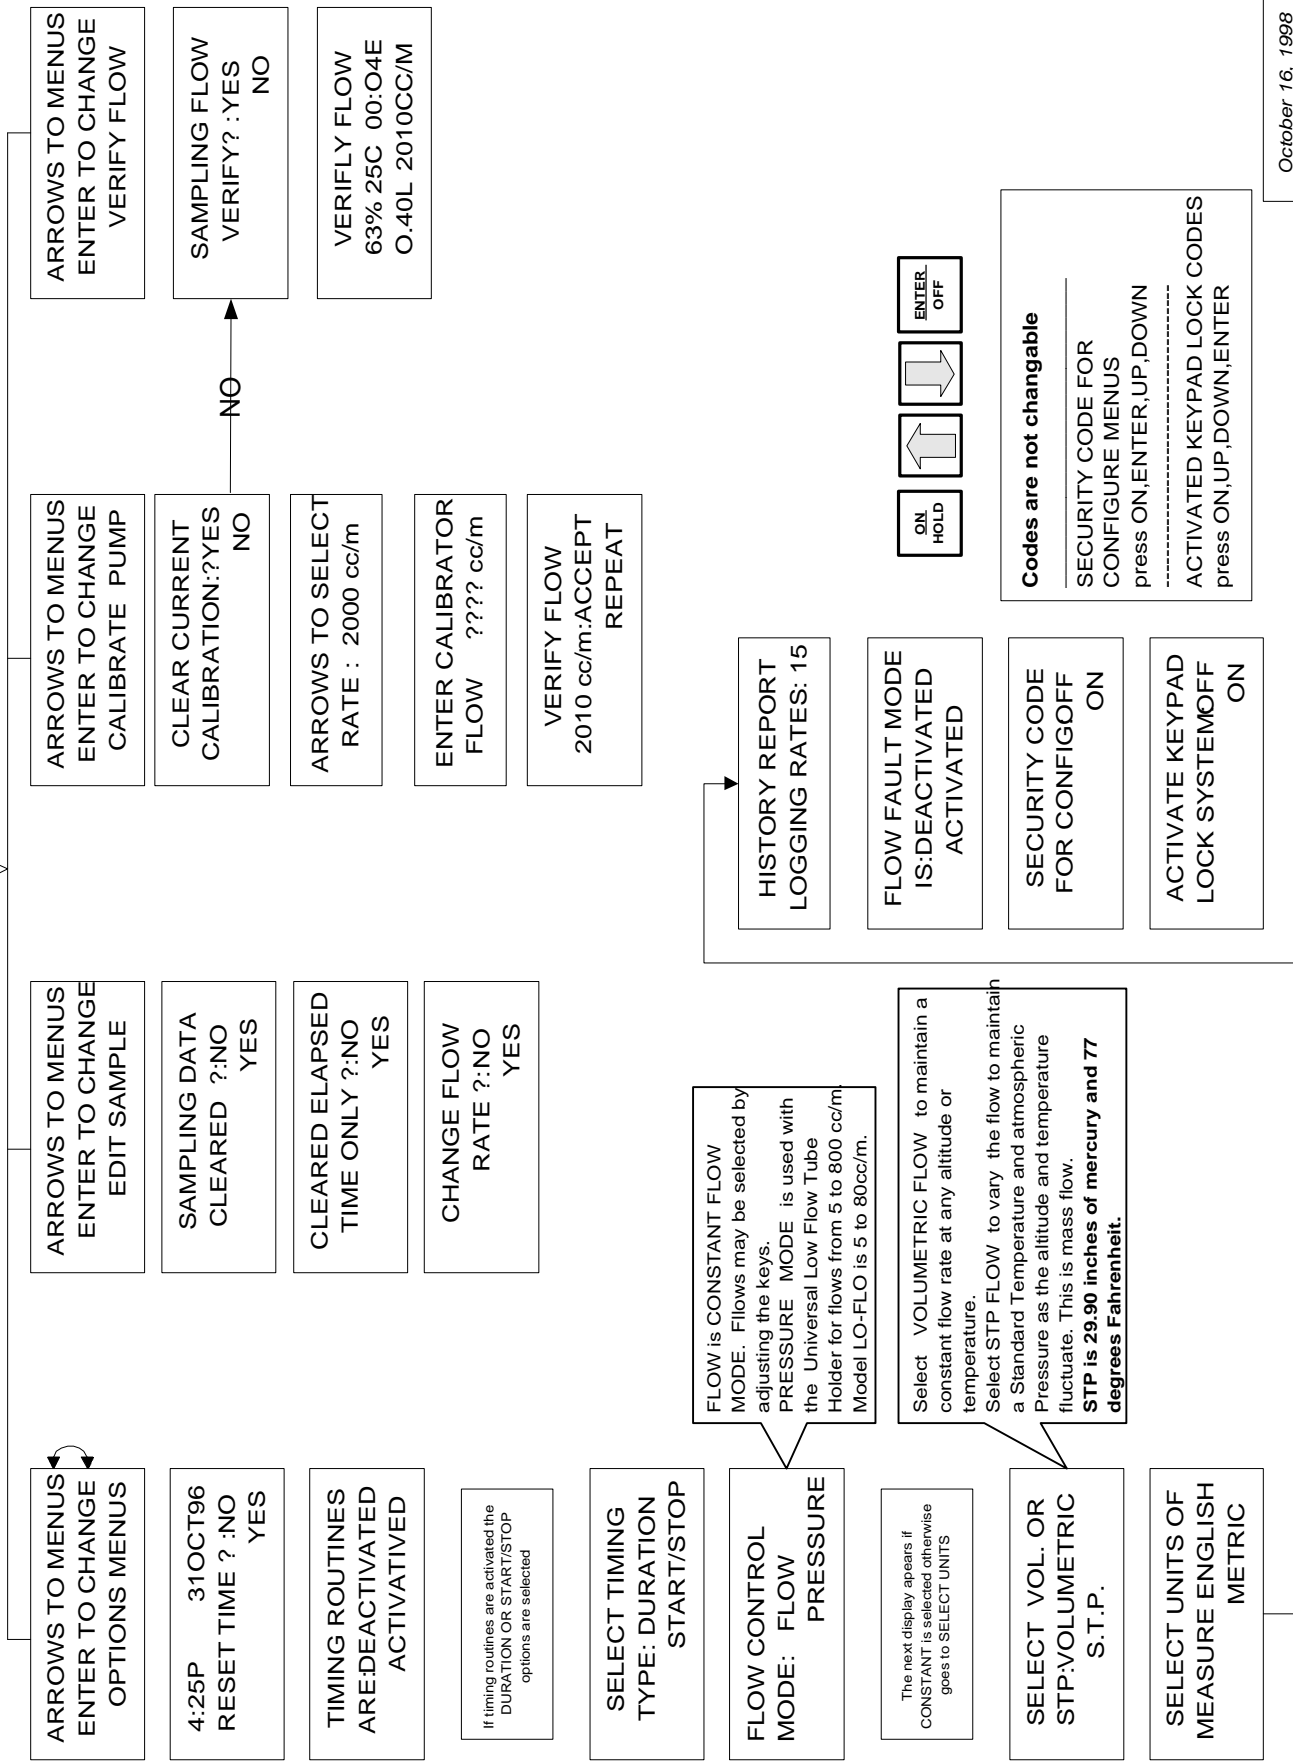 ARROWS TO MENUS
ENTER TO CHANGE
OPTIONS MENUS
4:25P 31OCT96
RESET TIME ? :NO
YES
TIMING ROUTINES
ARE:DEACTIVATED
ACTIVATIVED
If timing routines are activated the
DURATION OR START/STOP
options are selected
SELECT TIMING
TYPE: DURATION
START/STOP
FLOW CONTROL
MODE: FLOW
PRESSURE
The next display apears if
CONSTANT is selected otherwise
goes to SELECT UNITS
SELECT VOL. OR
STP:VOLUMETRIC
S.T.P.
SELECT UNITS OF
MEASURE ENGLISH
METRIC
FLOW is CONSTANT FLOW
MODE. Fllows may be selected by
adjusting the keys.
PRESSURE MODE is used with
the Universal Low Flow Tube
Holder for flows from 5 to 800 cc/m.
Model LO-FLO is 5 to 80cc/m.
Select VOLUMETRIC FLOW to maintain a
constant flow rate at any altitude or
temperature.
Select STP FLOW to vary the flow to maintain
a Standard Temperature and atmospheric
Pressure as the altitude and temperature
fluctuate. This is mass flow.
STP is 29.90 inches of mercury and 77
degrees Fahrenheit.
ARROWS TO MENUS
ENTER TO CHANGE
EDIT SAMPLE
SAMPLING DATA
CLEARED ?:NO
YES
CLEARED ELAPSED
TIME ONLY ?:NO
YES
CHANGE FLOW
RATE ?:NO
YES
ARROWS TO MENUS
ENTER TO CHANGE
CALIBRATE PUMP
CLEAR CURRENT
CALIBRATION:?YES
NO
NO
ARROWS TO SELECT
RATE : 2000 cc/m
ENTER CALIBRATOR
FLOW ???? cc/m
VERIFY FLOW
2010 cc/m:ACCEPT
REPEAT
HISTORY REPORT
LOGGING RATES: 15
FLOW FAULT MODE
IS:DEACTIVATED
ACTIVATED
SECURITY CODE
FOR CONFIG:OFF
ON
ACTIVATE KEYPAD
LOCK SYSTEM:OFF
ON
ARROWS TO MENUS
ENTER TO CHANGE
VERIFY FLOW
SAMPLING FLOW
VERIFY? :YES
NO
VERIFLY FLOW
63% 25C 00:O4E
O.40L 2010CC/M
ON
HOLD
ENTER
OFF
Codes are not changable
SECURITY CODE FOR
CONFIGURE MENUS
press ON,ENTER,UP,DOWN
ACTIVATED KEYPAD LOCK CODES
press ON,UP,DOWN,ENTER
October 16, 1998